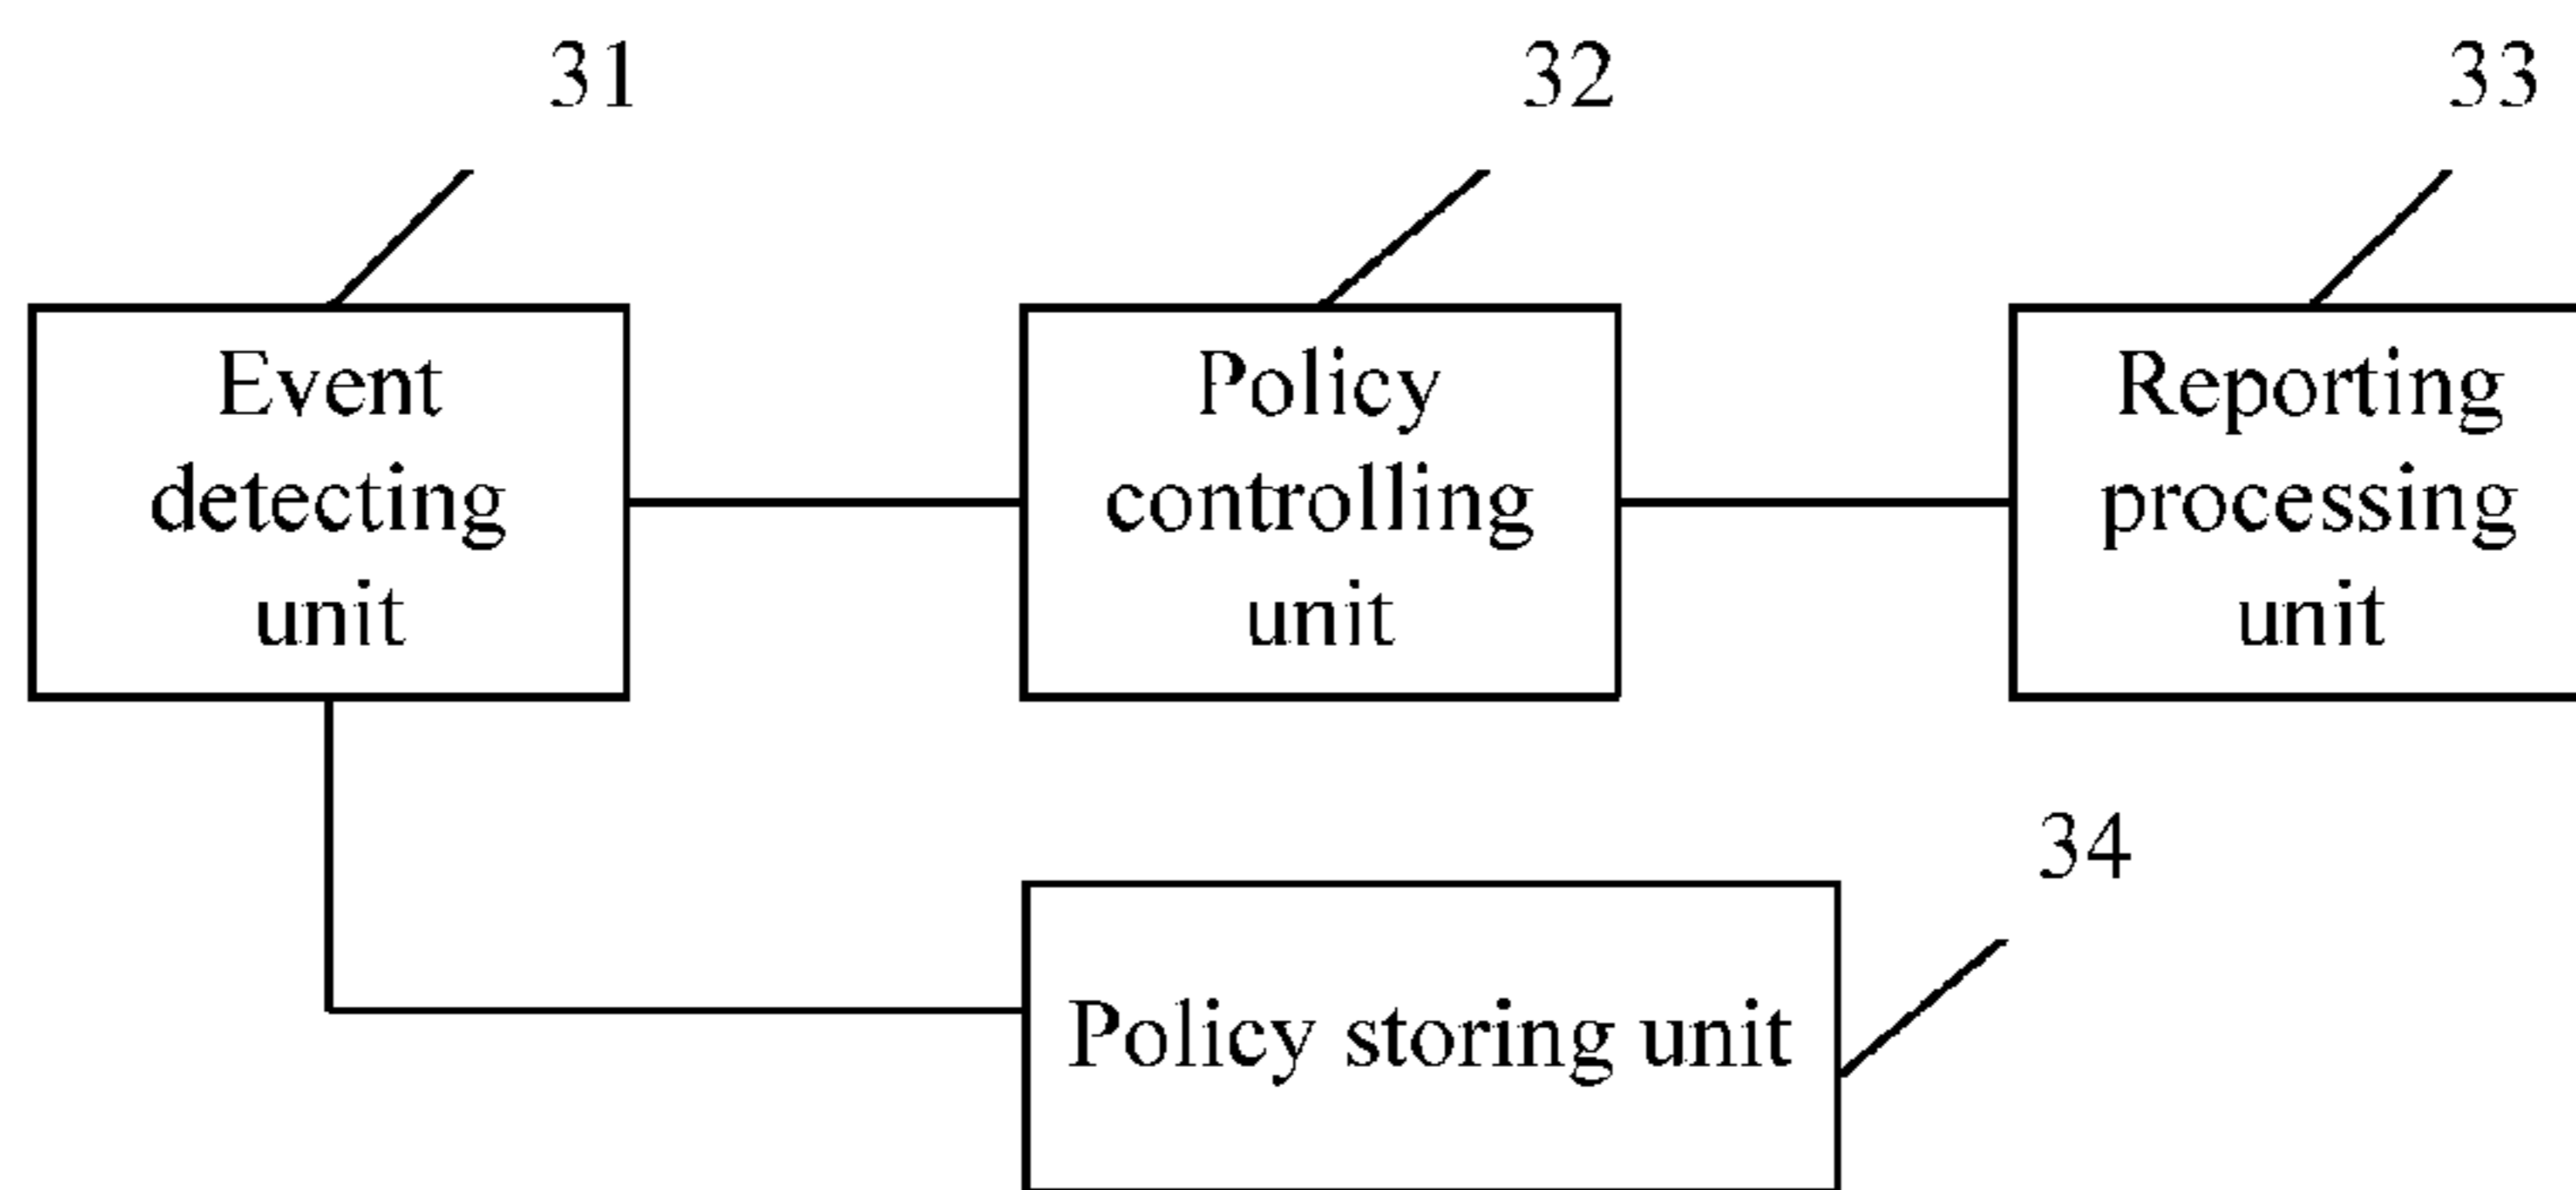 31
32
33
Event
detecting
unit
Policy
controlling
unit
Reporting
processing
unit
34
Policy storing unit